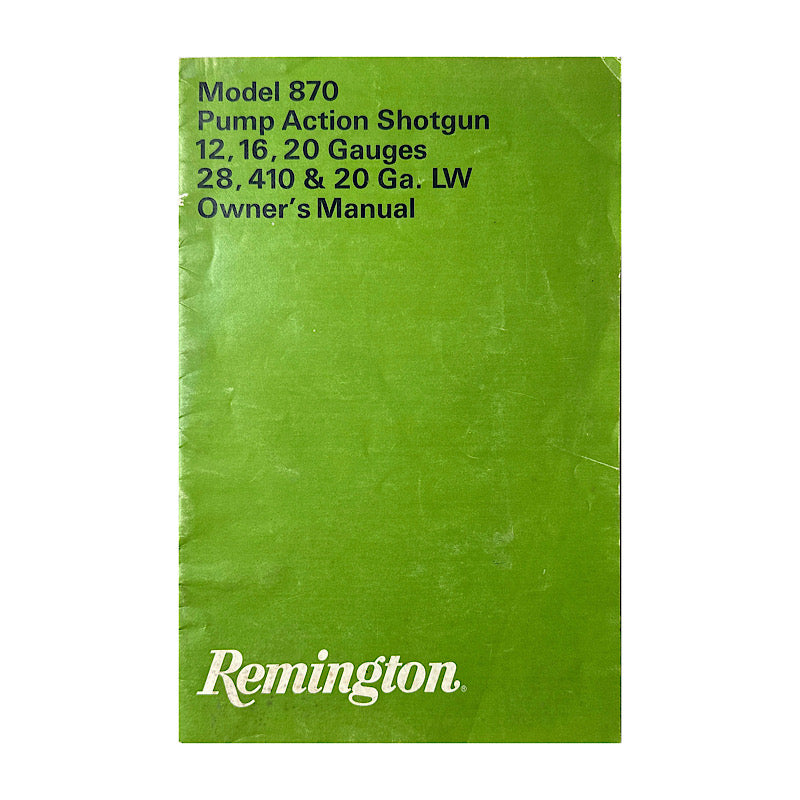 Model 870
Pump Action Shotgun
12, 16, 20 Gauges
28, 410 & 20 Ga. LW
Owner's Manual
Remington®